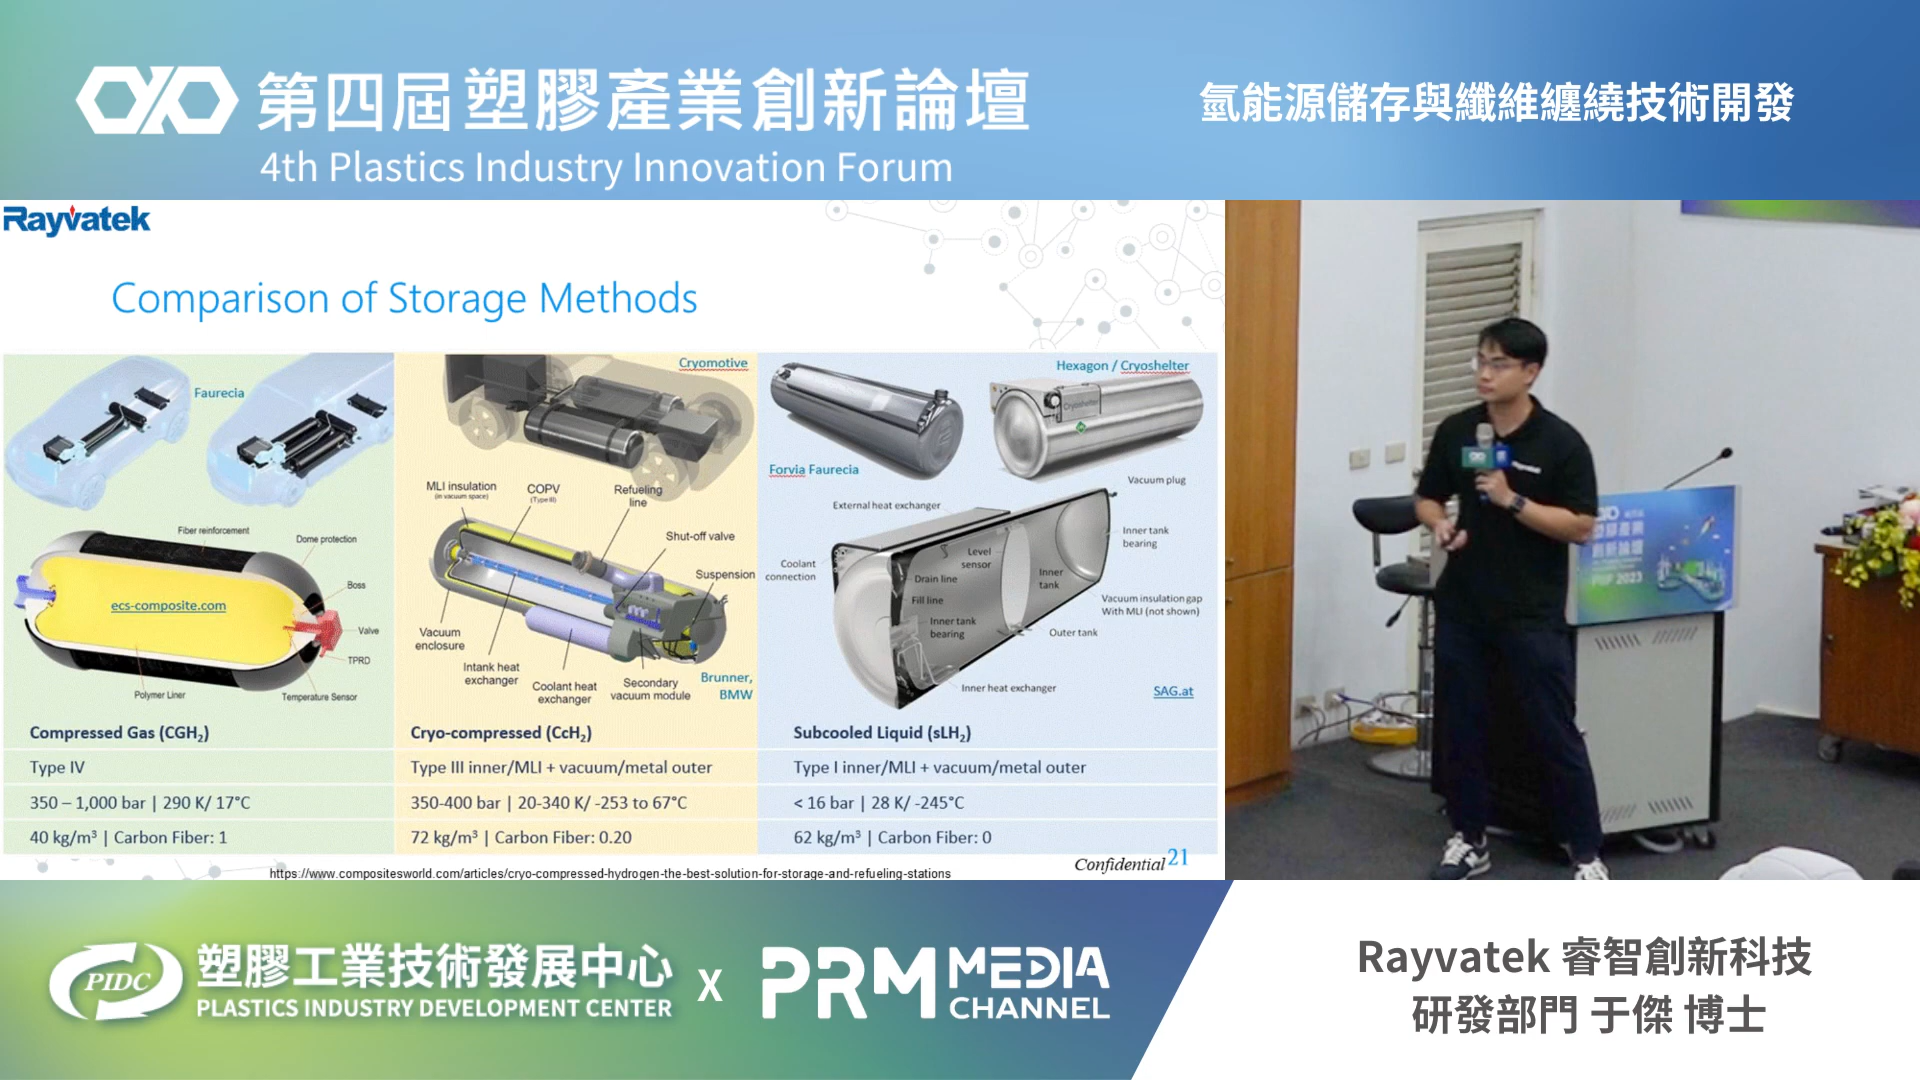 第四屆塑膠產業創新論壇
4th Plastics Industry Innovation Forum
氫能源儲存與纖維纏繞技術開發
Rayvatek
Comparison of Storage Methods
Faurecia
Fiber reinforcement
Dome protection
Boss
ecs-composite.com
Valve
TPRD
Polymer Liner
Temperature Sensor
Cryomotive
MLI insulation
(in vacuum space)
COPV
(Type III)
Refueling
line
Shut-off valve
Suspension
Vacuum
enclosure
Intank heat
exchanger
Coolant heat
exchanger
Secondary
vacuum module
Brunner,
BMW
Hexagon / Cryoshelter
Cryoshelter
Forvia Faurecia
Vacuum plug
External heat exchanger
Inner tank
bearing
Level
sensor
Coolant
connection
Drain line
Inner
tank
Fill line
Vacuum insulation gap
With MLI (not shown)
Inner tank
bearing
Outer tank
Inner heat exchanger
SAG.at
Compressed Gas (CGH₂)
Type IV
350 – 1,000 bar | 290 K/ 17°C
40 kg/m³ | Carbon Fiber: 1
Cryo-compressed (CcH₂)
Type III inner/MLI + vacuum/metal outer
350-400 bar | 20-340 K/ -253 to 67°C
72 kg/m³ | Carbon Fiber: 0.20
Subcooled Liquid (sLH₂)
Type I inner/MLI + vacuum/metal outer
< 16 bar | 28 K/ -245°C
62 kg/m³ | Carbon Fiber: 0
https://www.compositesworld.com/articles/cryo-compressed-hydrogen-the-best-solution-for-storage-and-refueling-stations
Confidential 21
塑膠產業
創新論壇
PIIF 2023
PIDC
塑膠工業技術發展中心
PLASTICS INDUSTRY DEVELOPMENT CENTER
X
PRM MEDIA
CHANNEL
Rayvatek 睿智創新科技
研發部門 于傑 博士